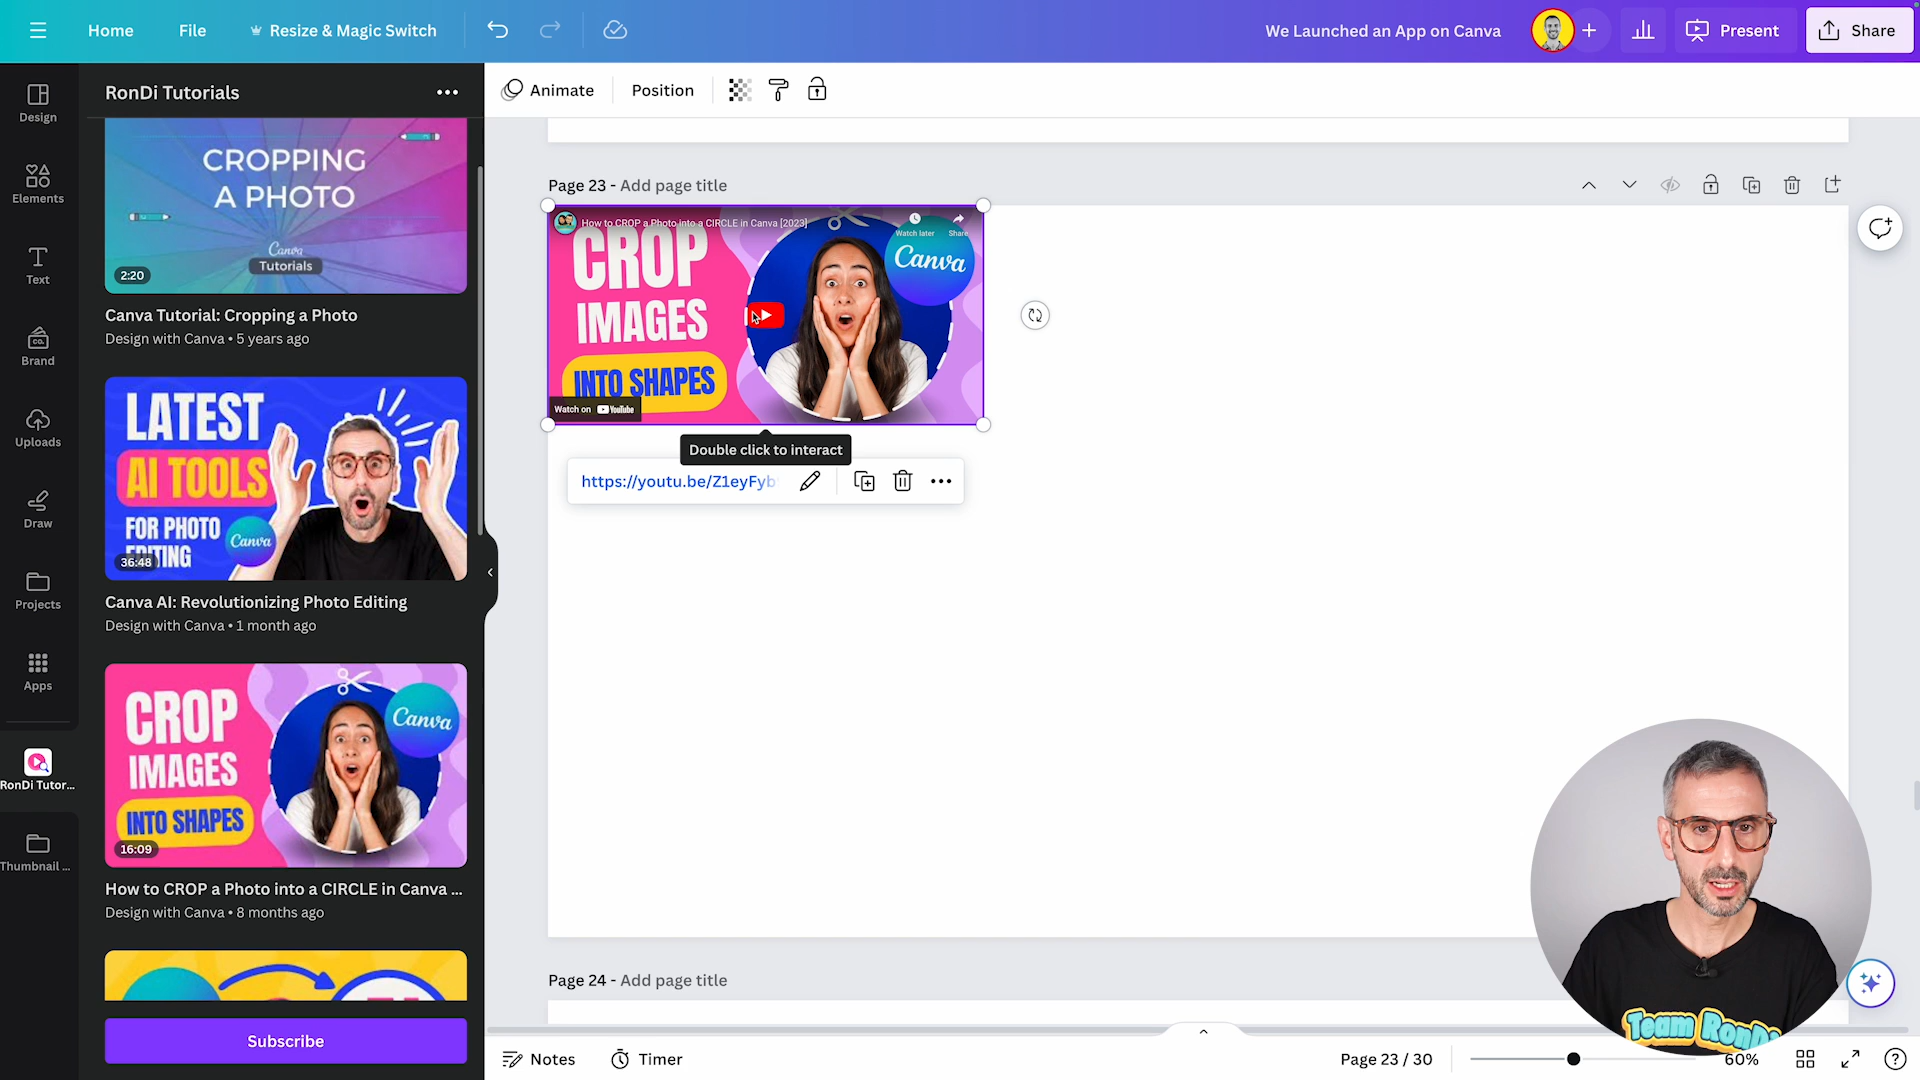 Home
File
Resize & Magic Switch
We Launched an App on Canva
Present
Share
Design
Elements
Text
Brand
CO.
Uploads
Draw
Projects
Apps
RonDi Tutor...
Thumbnail ...
RonDi Tutorials
CROPPING
A PHOTO
Canva
Tutorials
2:20
Canva Tutorial: Cropping a Photo
Design with Canva • 5 years ago
LATEST
AI TOOLS
FOR PHOTO
EDITING
Canva
36:48
Canva AI: Revolutionizing Photo Editing
Design with Canva • 1 month ago
CROP
IMAGES
INTO SHAPES
Canva
16:09
How to CROP a Photo into a CIRCLE in Canva ...
Design with Canva • 8 months ago
Subscribe
Animate
Position
Page 23 - Add page title
How to CROP a Photo into a CIRCLE in Canva [2023]
Watch later
Share
CROP
IMAGES
INTO SHAPES
Canva
Watch on YouTube
Double click to interact
https://youtu.be/Z1eyFyb
Page 24 - Add page title
Team RonDi
Notes
Timer
Page 23 / 30
60%